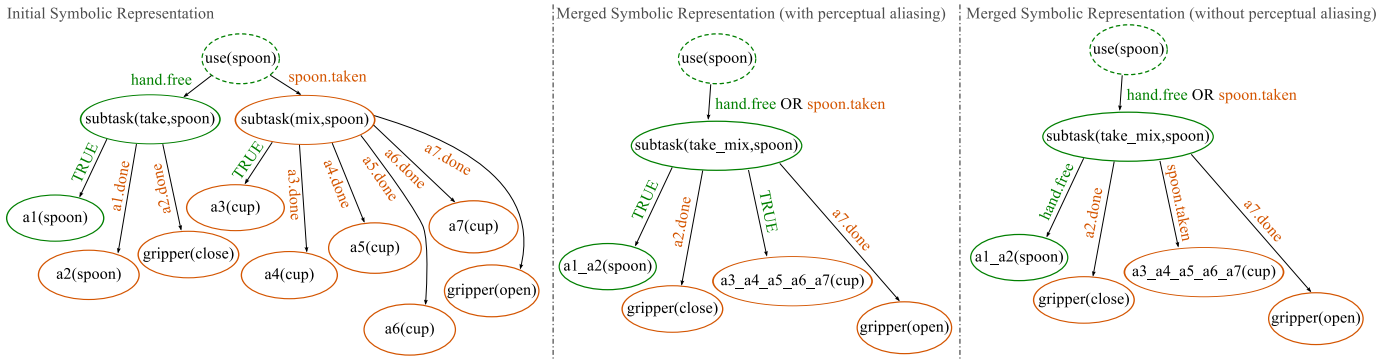 Initial Symbolic Representation
use(spoon)
hand.free
spoon.taken
subtask(take,spoon)
subtask(mix,spoon)
TRUE
a1.done
a2.done
TRUE
a3.done
a4.done
a5.done
a6.done
a7.done
a1(spoon)
a2(spoon)
gripper(close)
a3(cup)
a4(cup)
a5(cup)
a6(cup)
a7(cup)
gripper(open)
Merged Symbolic Representation (with perceptual aliasing)
use(spoon)
hand.free OR spoon.taken
subtask(take_mix,spoon)
TRUE
a2.done
TRUE
a7.done
a1_a2(spoon)
gripper(close)
a3_a4_a5_a6_a7(cup)
gripper(open)
Merged Symbolic Representation (without perceptual aliasing)
use(spoon)
hand.free OR spoon.taken
subtask(take_mix,spoon)
hand.free
a2.done
spoon.taken
a7.done
a1_a2(spoon)
gripper(close)
a3_a4_a5_a6_a7(cup)
gripper(open)